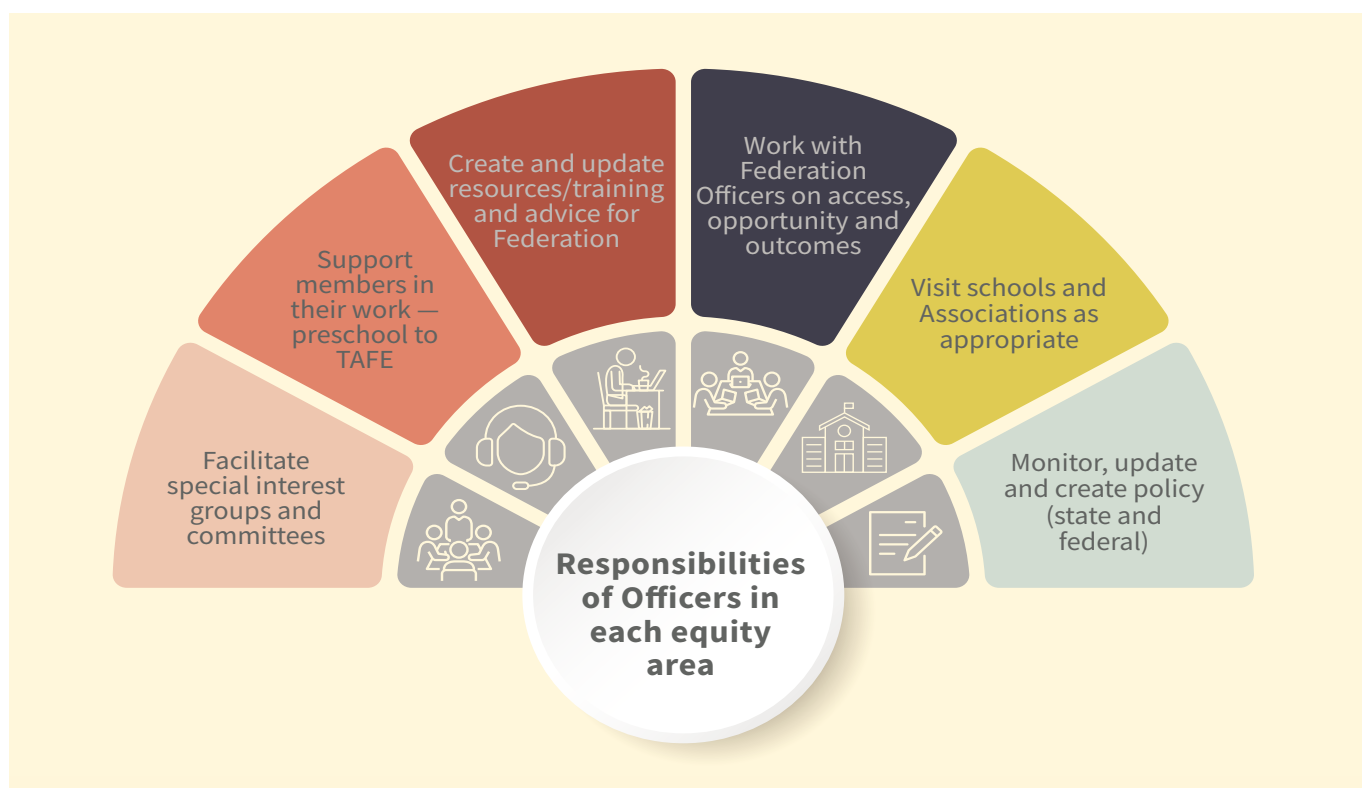 Facilitate
special interest
groups and
committees
Support
members in
their work —
preschool to
TAFE
Create and update
resources/training
and advice for
Federation
Work with
Federation
Officers on access,
opportunity and
outcomes
Visit schools and
Associations as
appropriate
Monitor, update
and create policy
(state and
federal)
Responsibilities
of Officers in
each equity
area